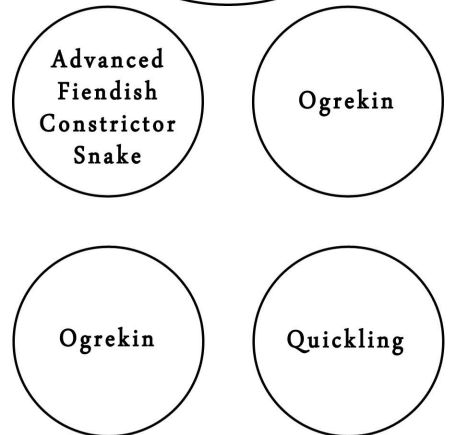 Advanced
Fiendish
Constrictor
Snake
Ogrekin
Ogrekin
Quickling